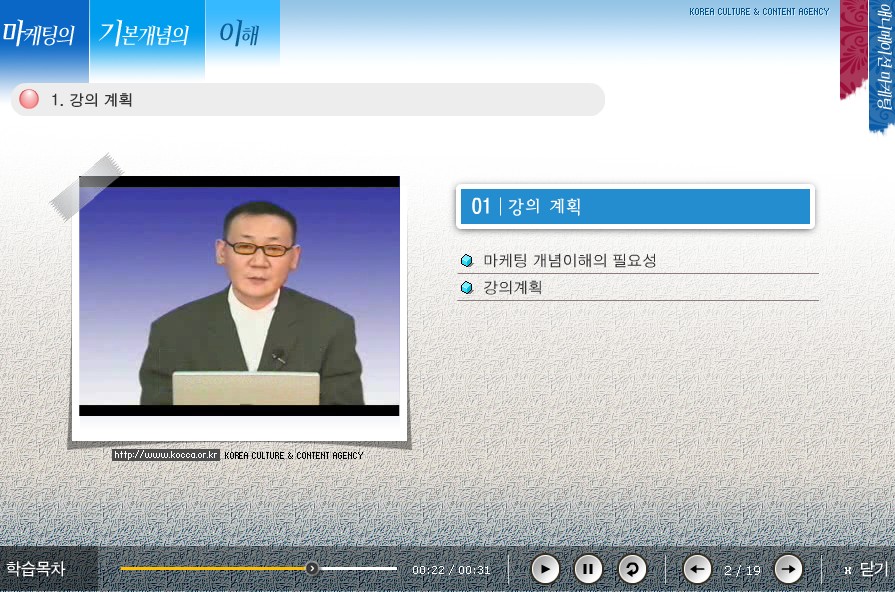 마케팅의 기본개념의 이해
KOREA CULTURE & CONTENT AGENCY
애니메이션 마케팅
1. 강의 계획
01 | 강의 계획
마케팅 개념이해의 필요성
강의계획
http://www.kocca.or.kr KOREA CULTURE & CONTENT AGENCY
학습목차
00:22 / 00:31
2 / 19
x 닫기